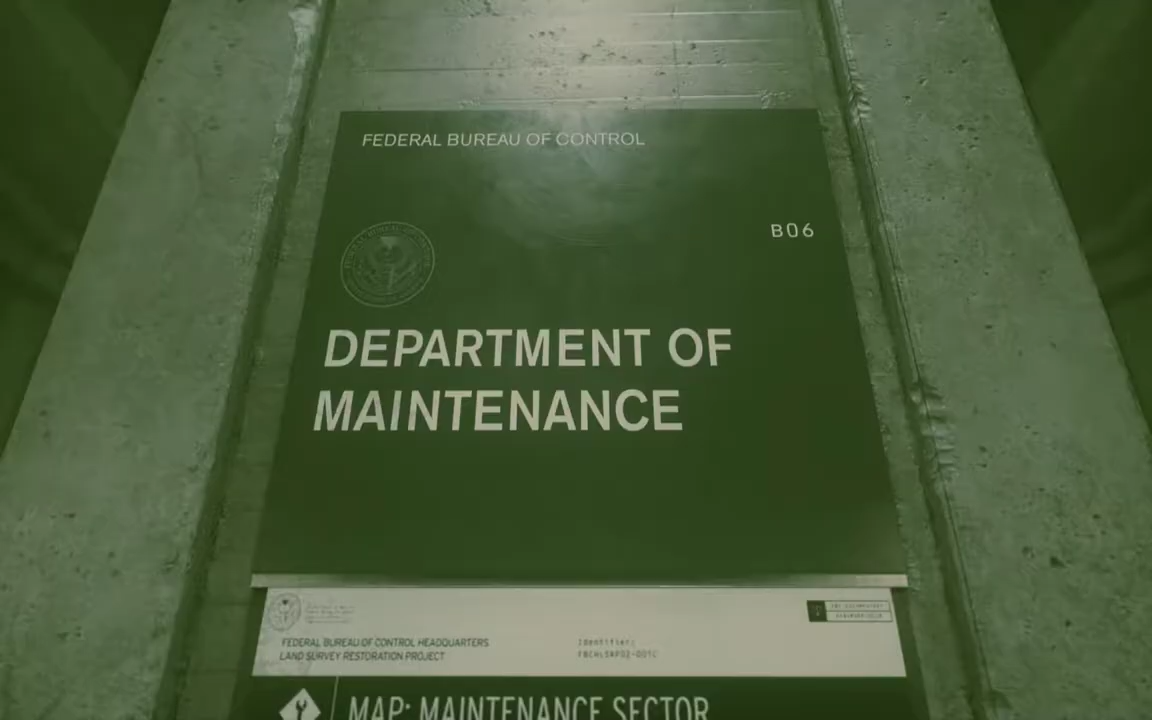 FEDERAL BUREAU OF CONTROL
B06
DEPARTMENT OF
MAINTENANCE
FEDERAL BUREAU OF CONTROL HEADQUARTERS
LAND SURVEY RESTORATION PROJECT
Identifier:
MAP: MAINTENANCE SECTOR